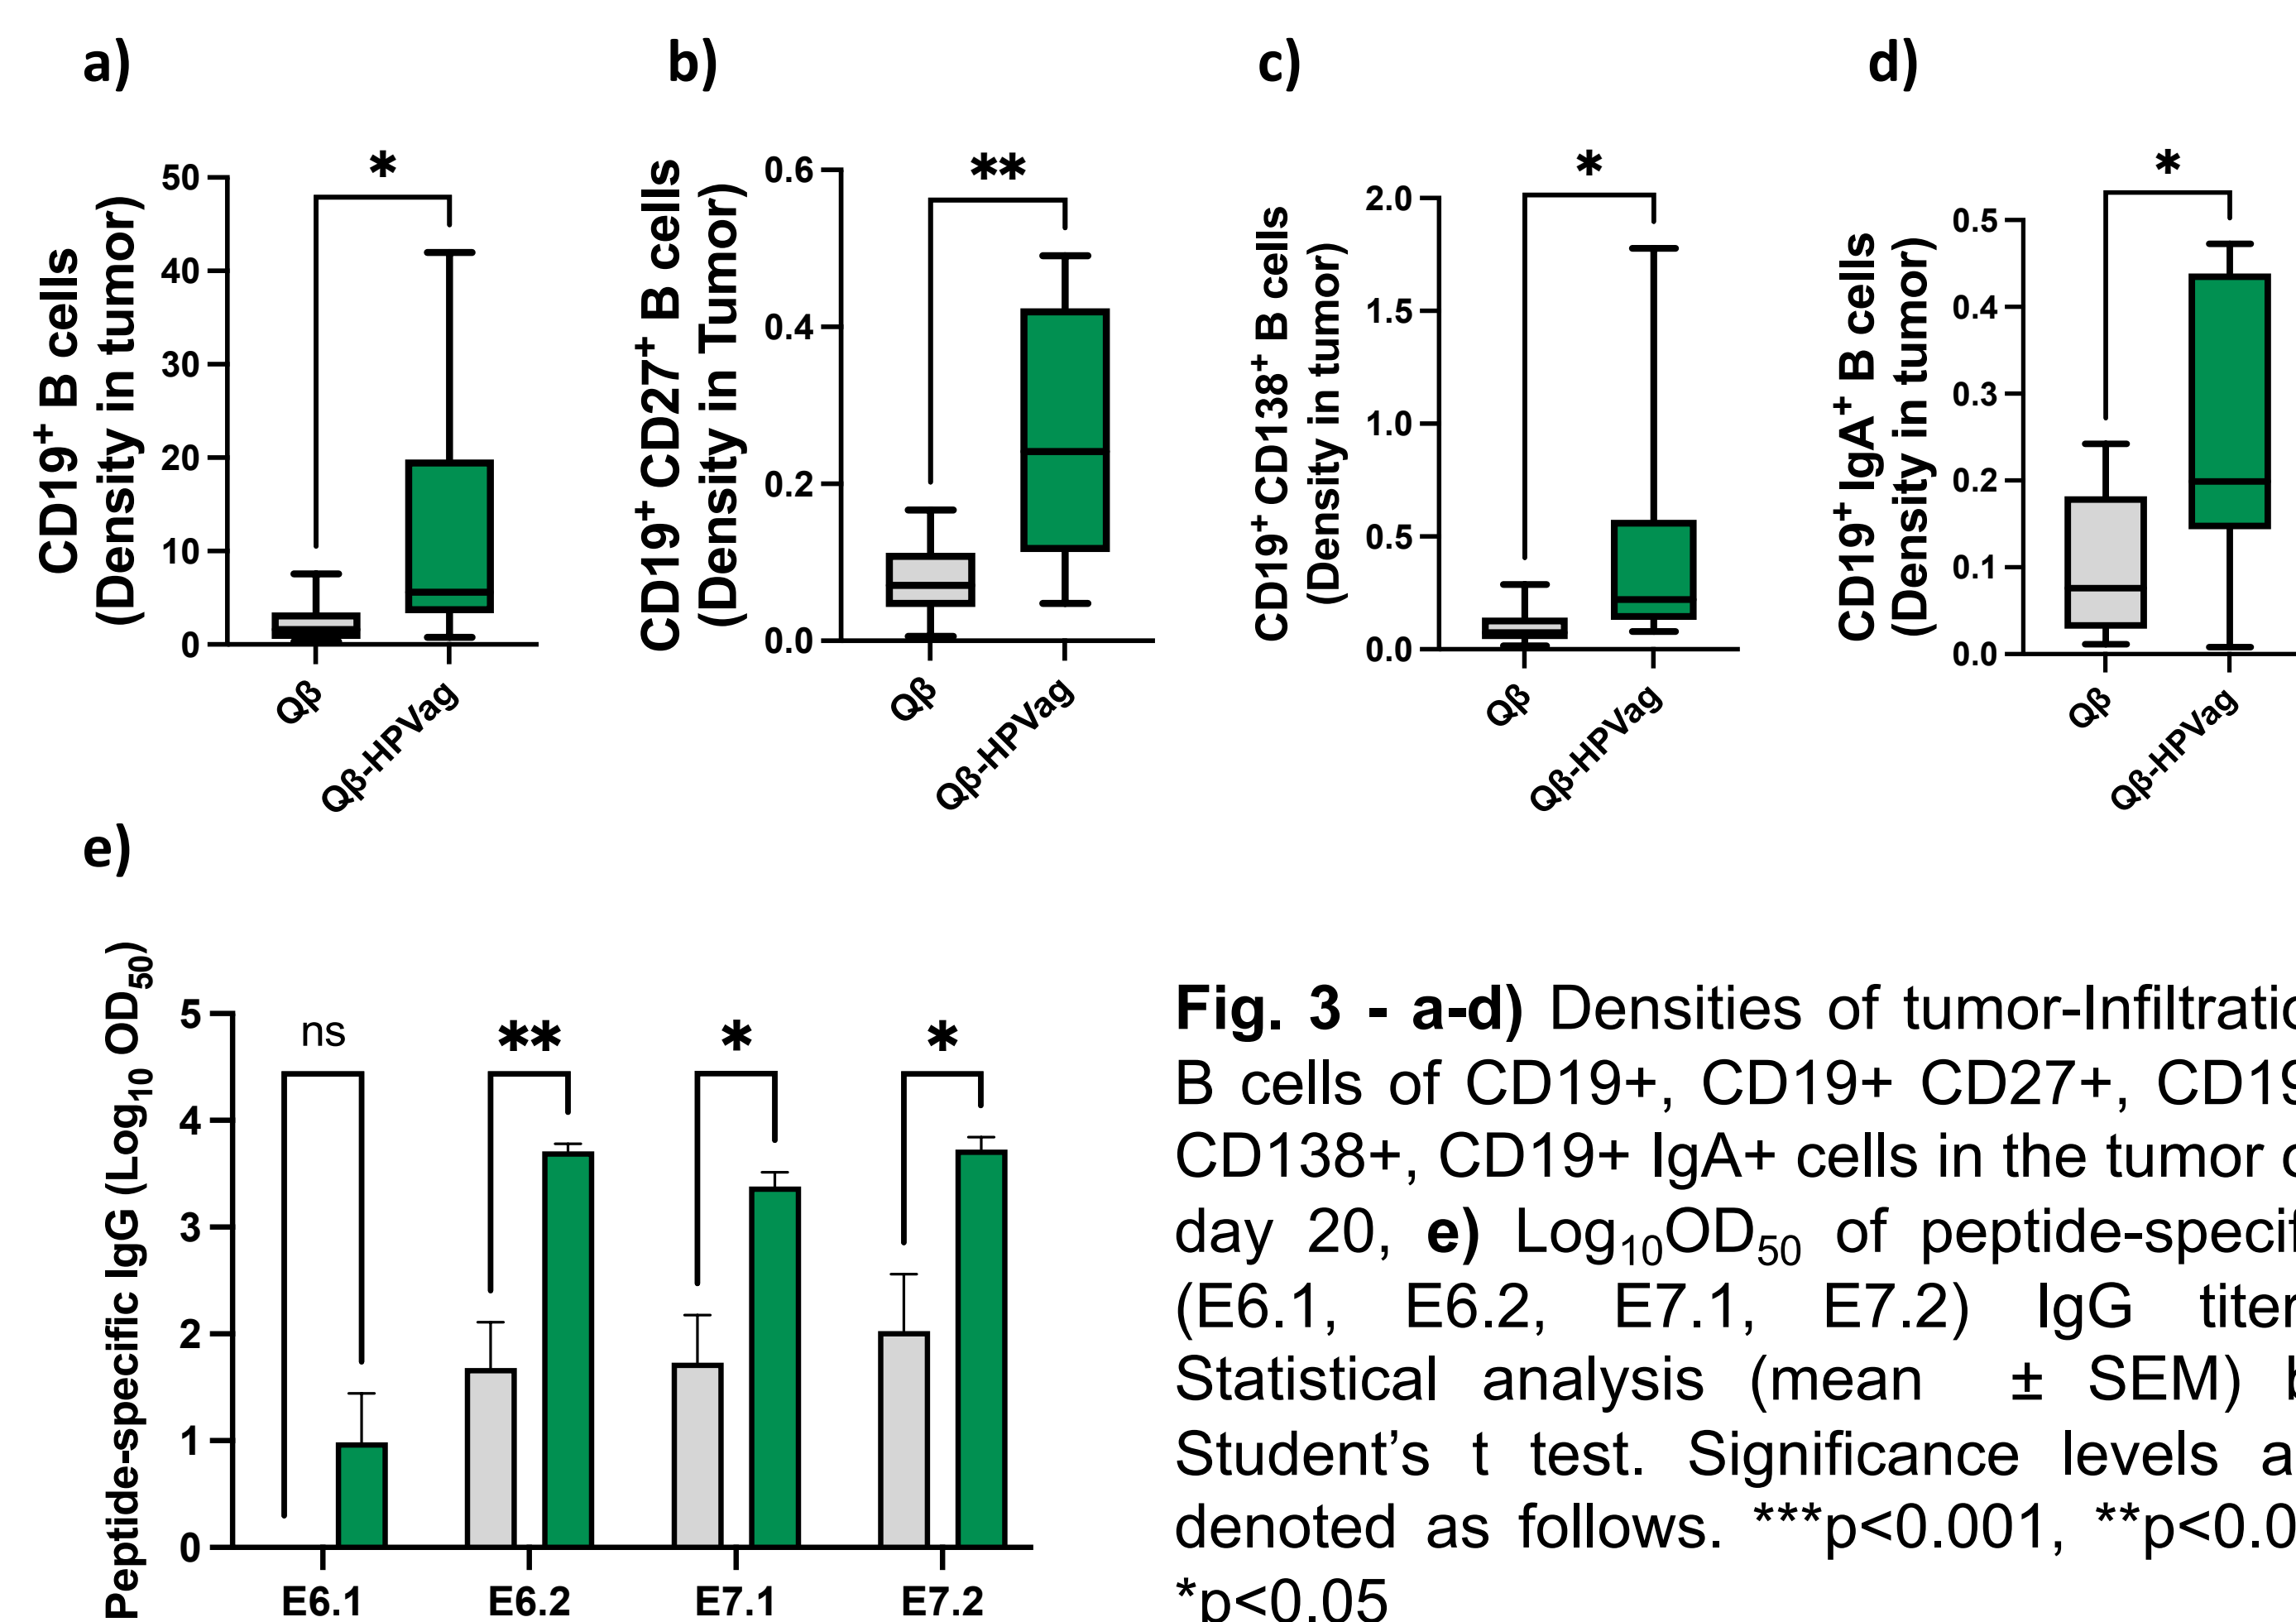 a)
b)
c)
d)
CD19⁺ B cells
(Density in tumor)
50
40
30
20
10
0
*
Qβ
Qβ-HPVag
CD19⁺ CD27⁺ B cells
(Density in Tumor)
0.6
0.4
0.2
0.0
**
Qβ
Qβ-HPVag
CD19⁺ CD138⁺ B cells
(Density in tumor)
2.0
1.5
1.0
0.5
0.0
*
Qβ
Qβ-HPVag
CD19⁺ IgA⁺ B cells
(Density in tumor)
0.5
0.4
0.3
0.2
0.1
0.0
*
Qβ
Qβ-HPVag
e)
Peptide-specific IgG (Log₁₀ OD₅₀)
5
4
3
2
1
0
ns
**
*
*
E6.1
E6.2
E7.1
E7.2
Fig. 3 - a-d) Densities of tumor-Infiltratio
B cells of CD19+, CD19+ CD27+, CD19
CD138+, CD19+ IgA+ cells in the tumor
day 20, e) Log₁₀OD₅₀ of peptide-specif
(E6.1, E6.2, E7.1, E7.2) IgG titer
Statistical analysis (mean ± SEM)
Student's t test. Significance levels a
denoted as follows. ***p<0.001, **p<0.0
*p<0.05